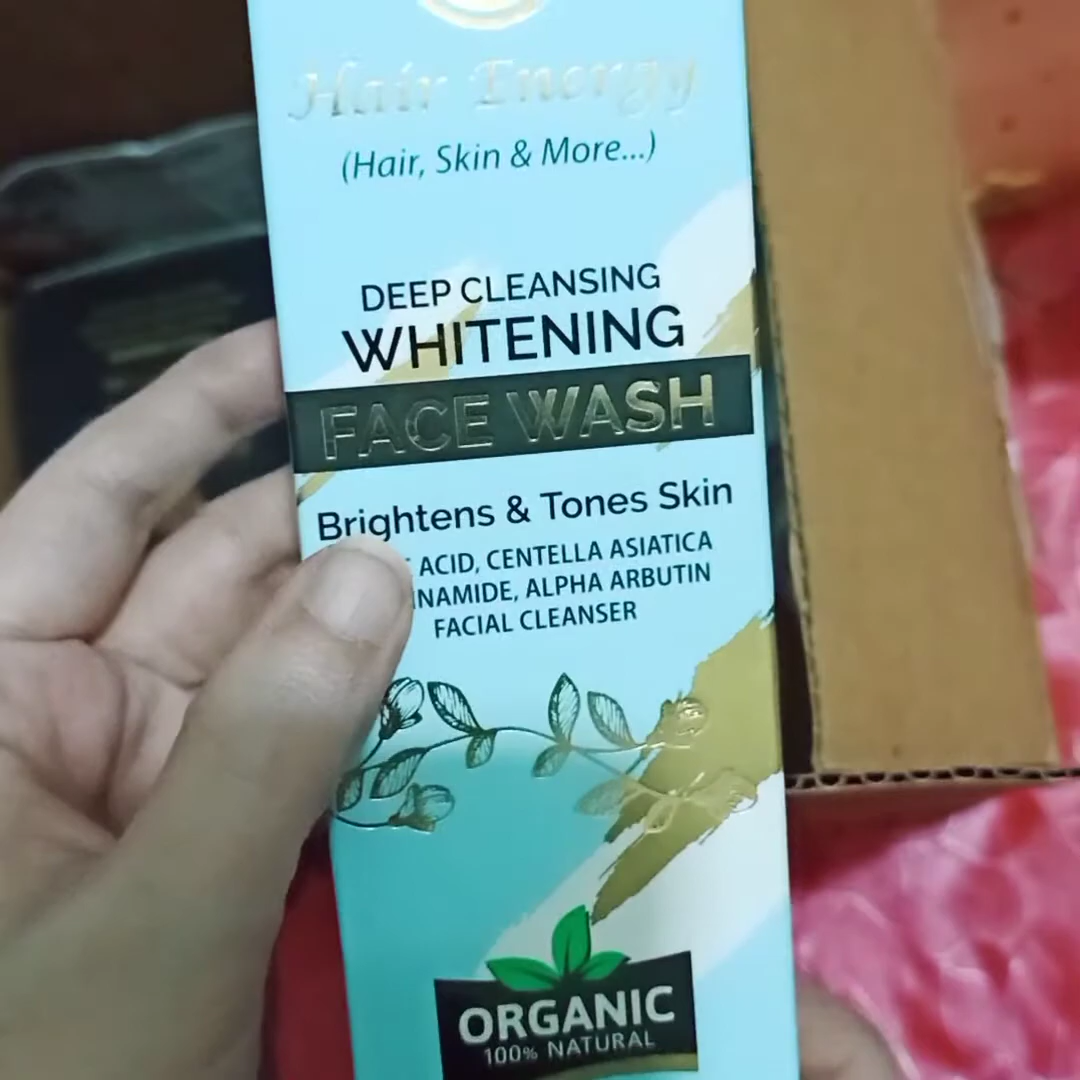 Hair Energy
(Hair, Skin & More...)
DEEP CLEANSING
WHITENING
FACE WASH
Brightens & Tones Skin
ACID, CENTELLA ASIATICA
ALPHA ARBUTIN
FACIAL CLEANSER
ORGANIC
100% NATURAL